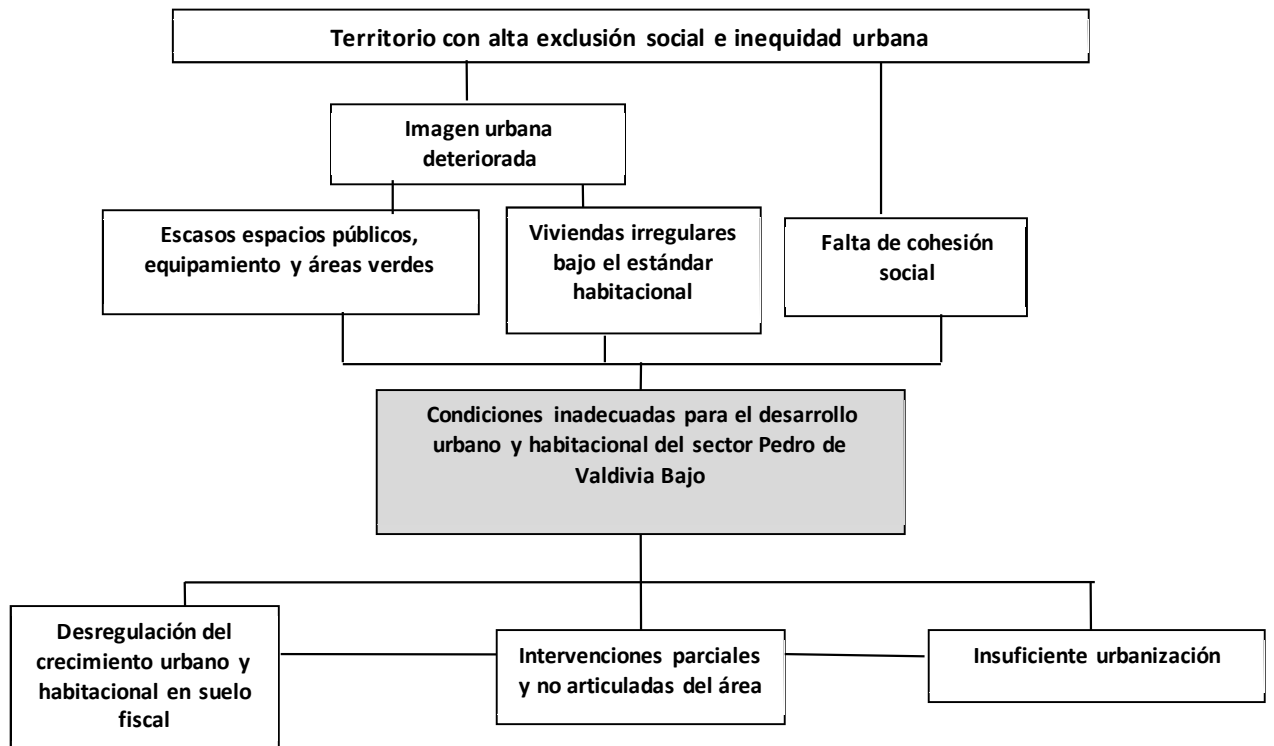 Territorio con alta exclusión social e inequidad urbana
Imagen urbana
deteriorada
Escasos espacios públicos,
equipamiento y áreas verdes
Viviendas irregulares
bajo el estándar
habitacional
Falta de cohesión
social
Condiciones inadecuadas para el desarrollo
urbano y habitacional del sector Pedro de
Valdivia Bajo
Desregulación del
crecimiento urbano y
habitacional en suelo
fiscal
Intervenciones parciales
y no articuladas del área
Insuficiente urbanización